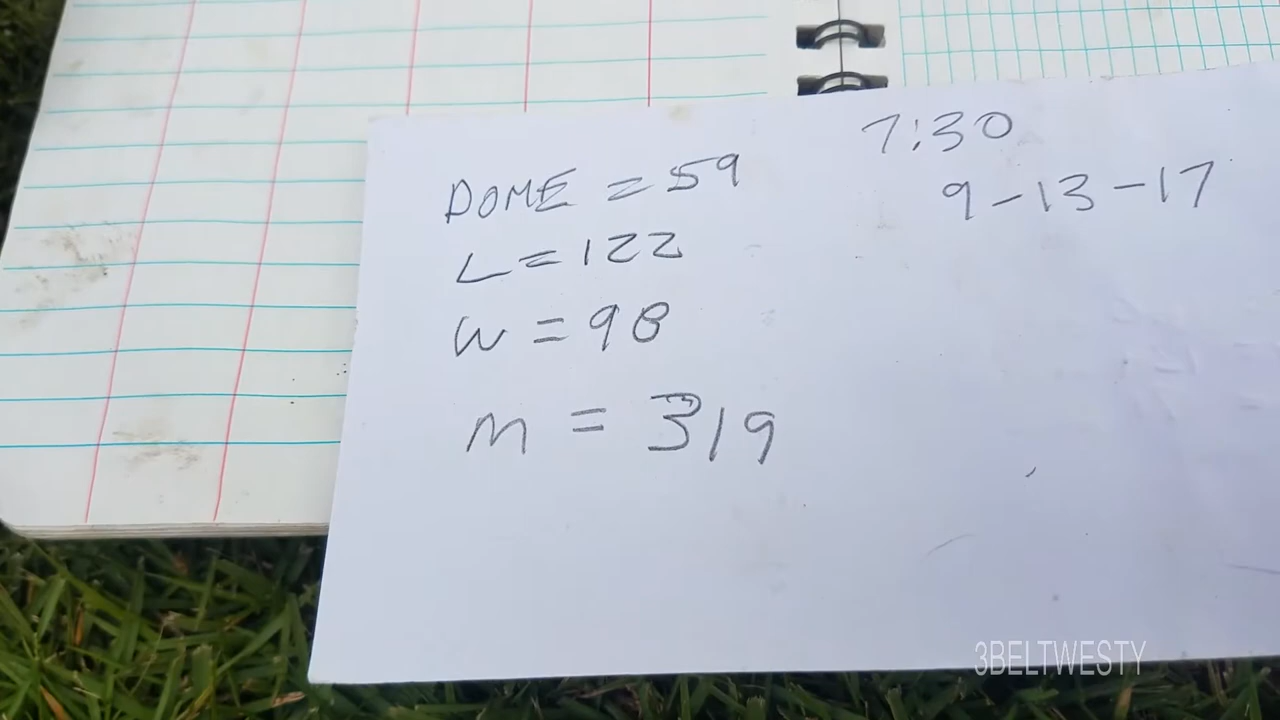 7:30
9-13-17
DOME = 59
L = 122
W = 98
M = 319
3BELTWESTY